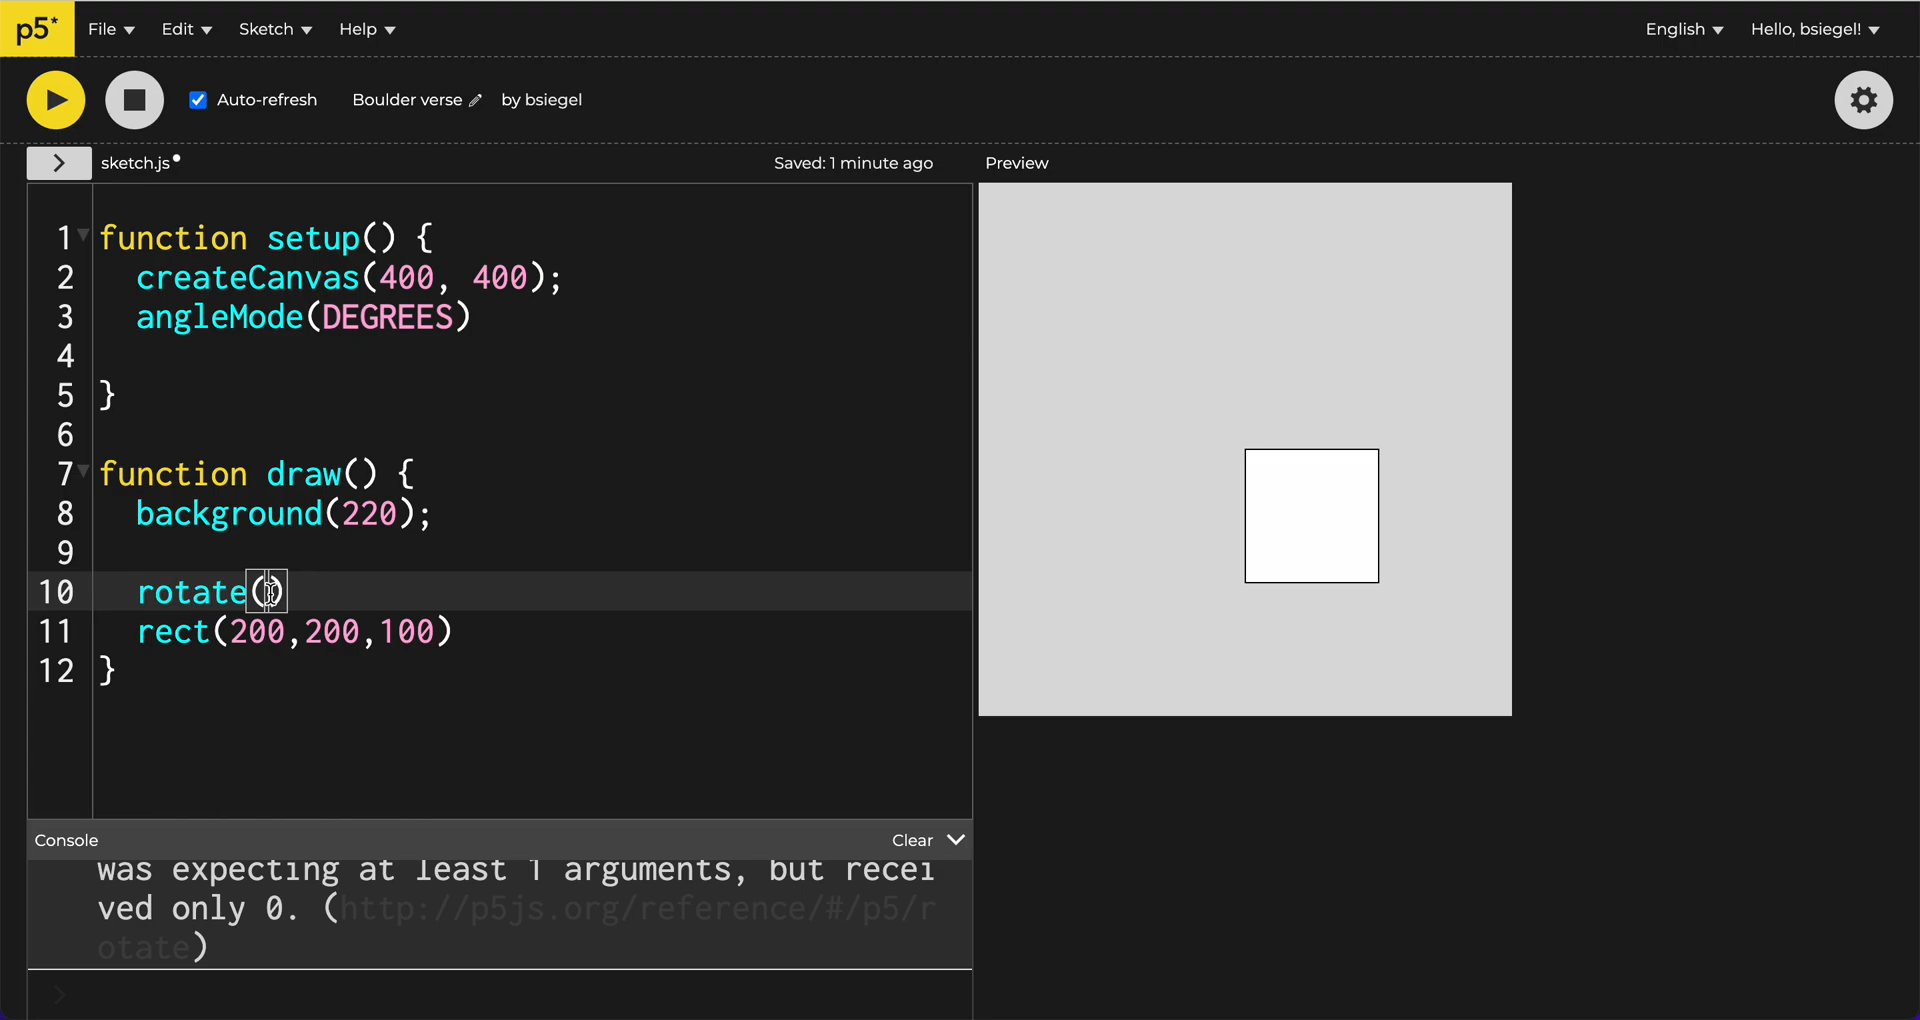 p5* File Edit Sketch Help English Hello, bsiegel!
Auto-refresh Boulder verse by bsiegel
sketch.js Saved: 1 minute ago Preview
1 function setup() {
2 createCanvas(400, 400);
3 angleMode(DEGREES)
4
5 }
6
7 function draw() {
8 background(220);
9
10 rotate()
11 rect(200,200,100)
12 }
Console Clear
was expecting at least 1 arguments, but recei
ved only 0. (http://p5js.org/reference/#/p5/r
otate)
>